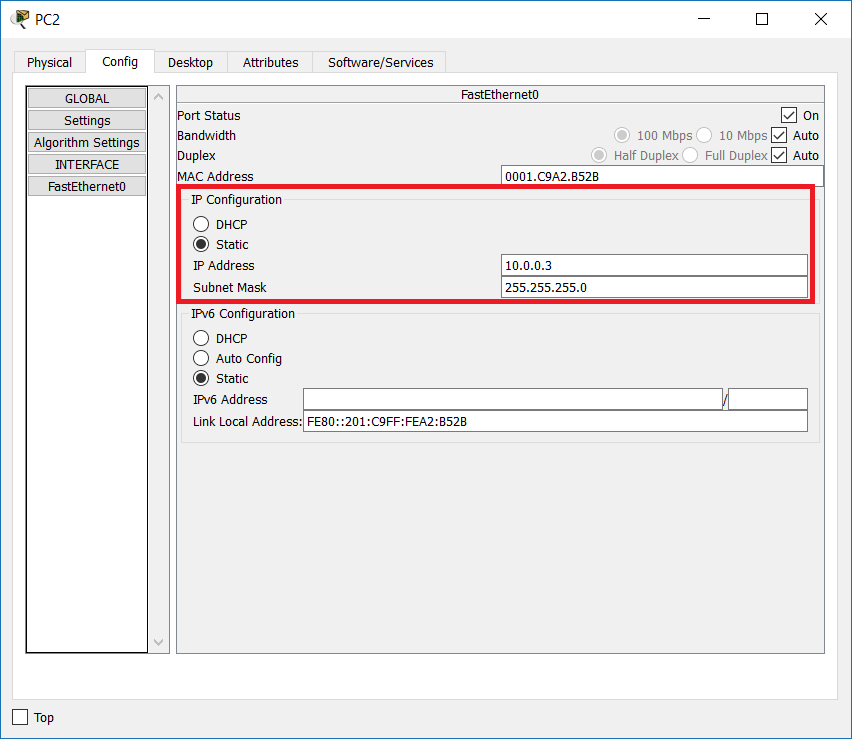 PC2
Physical Config Desktop Attributes Software/Services
GLOBAL
Settings
Algorithm Settings
INTERFACE
FastEthernet0
FastEthernet0
Port Status On
Bandwidth 100 Mbps 10 Mbps Auto
Duplex Half Duplex Full Duplex Auto
MAC Address 0001.C9A2.B52B
IP Configuration
DHCP
Static
IP Address 10.0.0.3
Subnet Mask 255.255.255.0
IPv6 Configuration
DHCP
Auto Config
Static
IPv6 Address /
Link Local Address: FE80::201:C9FF:FEA2:B52B
Top